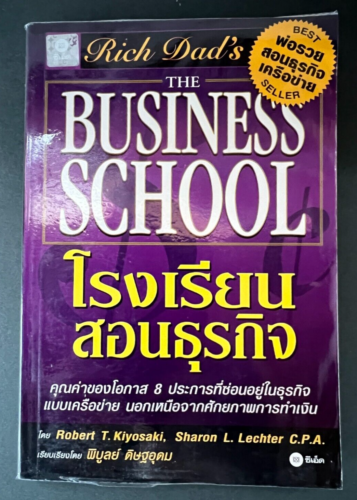 Rich Dad's
BEST
พ่อรวย
สอนธุรกิจ
เครือข่าย
SELLER
THE
BUSINESS
SCHOOL
โรงเรียน
สอนธุรกิจ
คุณค่าของโอกาส 8 ประการที่ซ่อนอยู่ในธุรกิจ
แบบเครือข่าย นอกเหนือจากศักยภาพการทำเงิน
โดย Robert T. Kiyosaki, Sharon L. Lechter C.P.A.
เรียบเรียงโดย พิบูลย์ ดิษฐอุดม
ซีเอ็ด